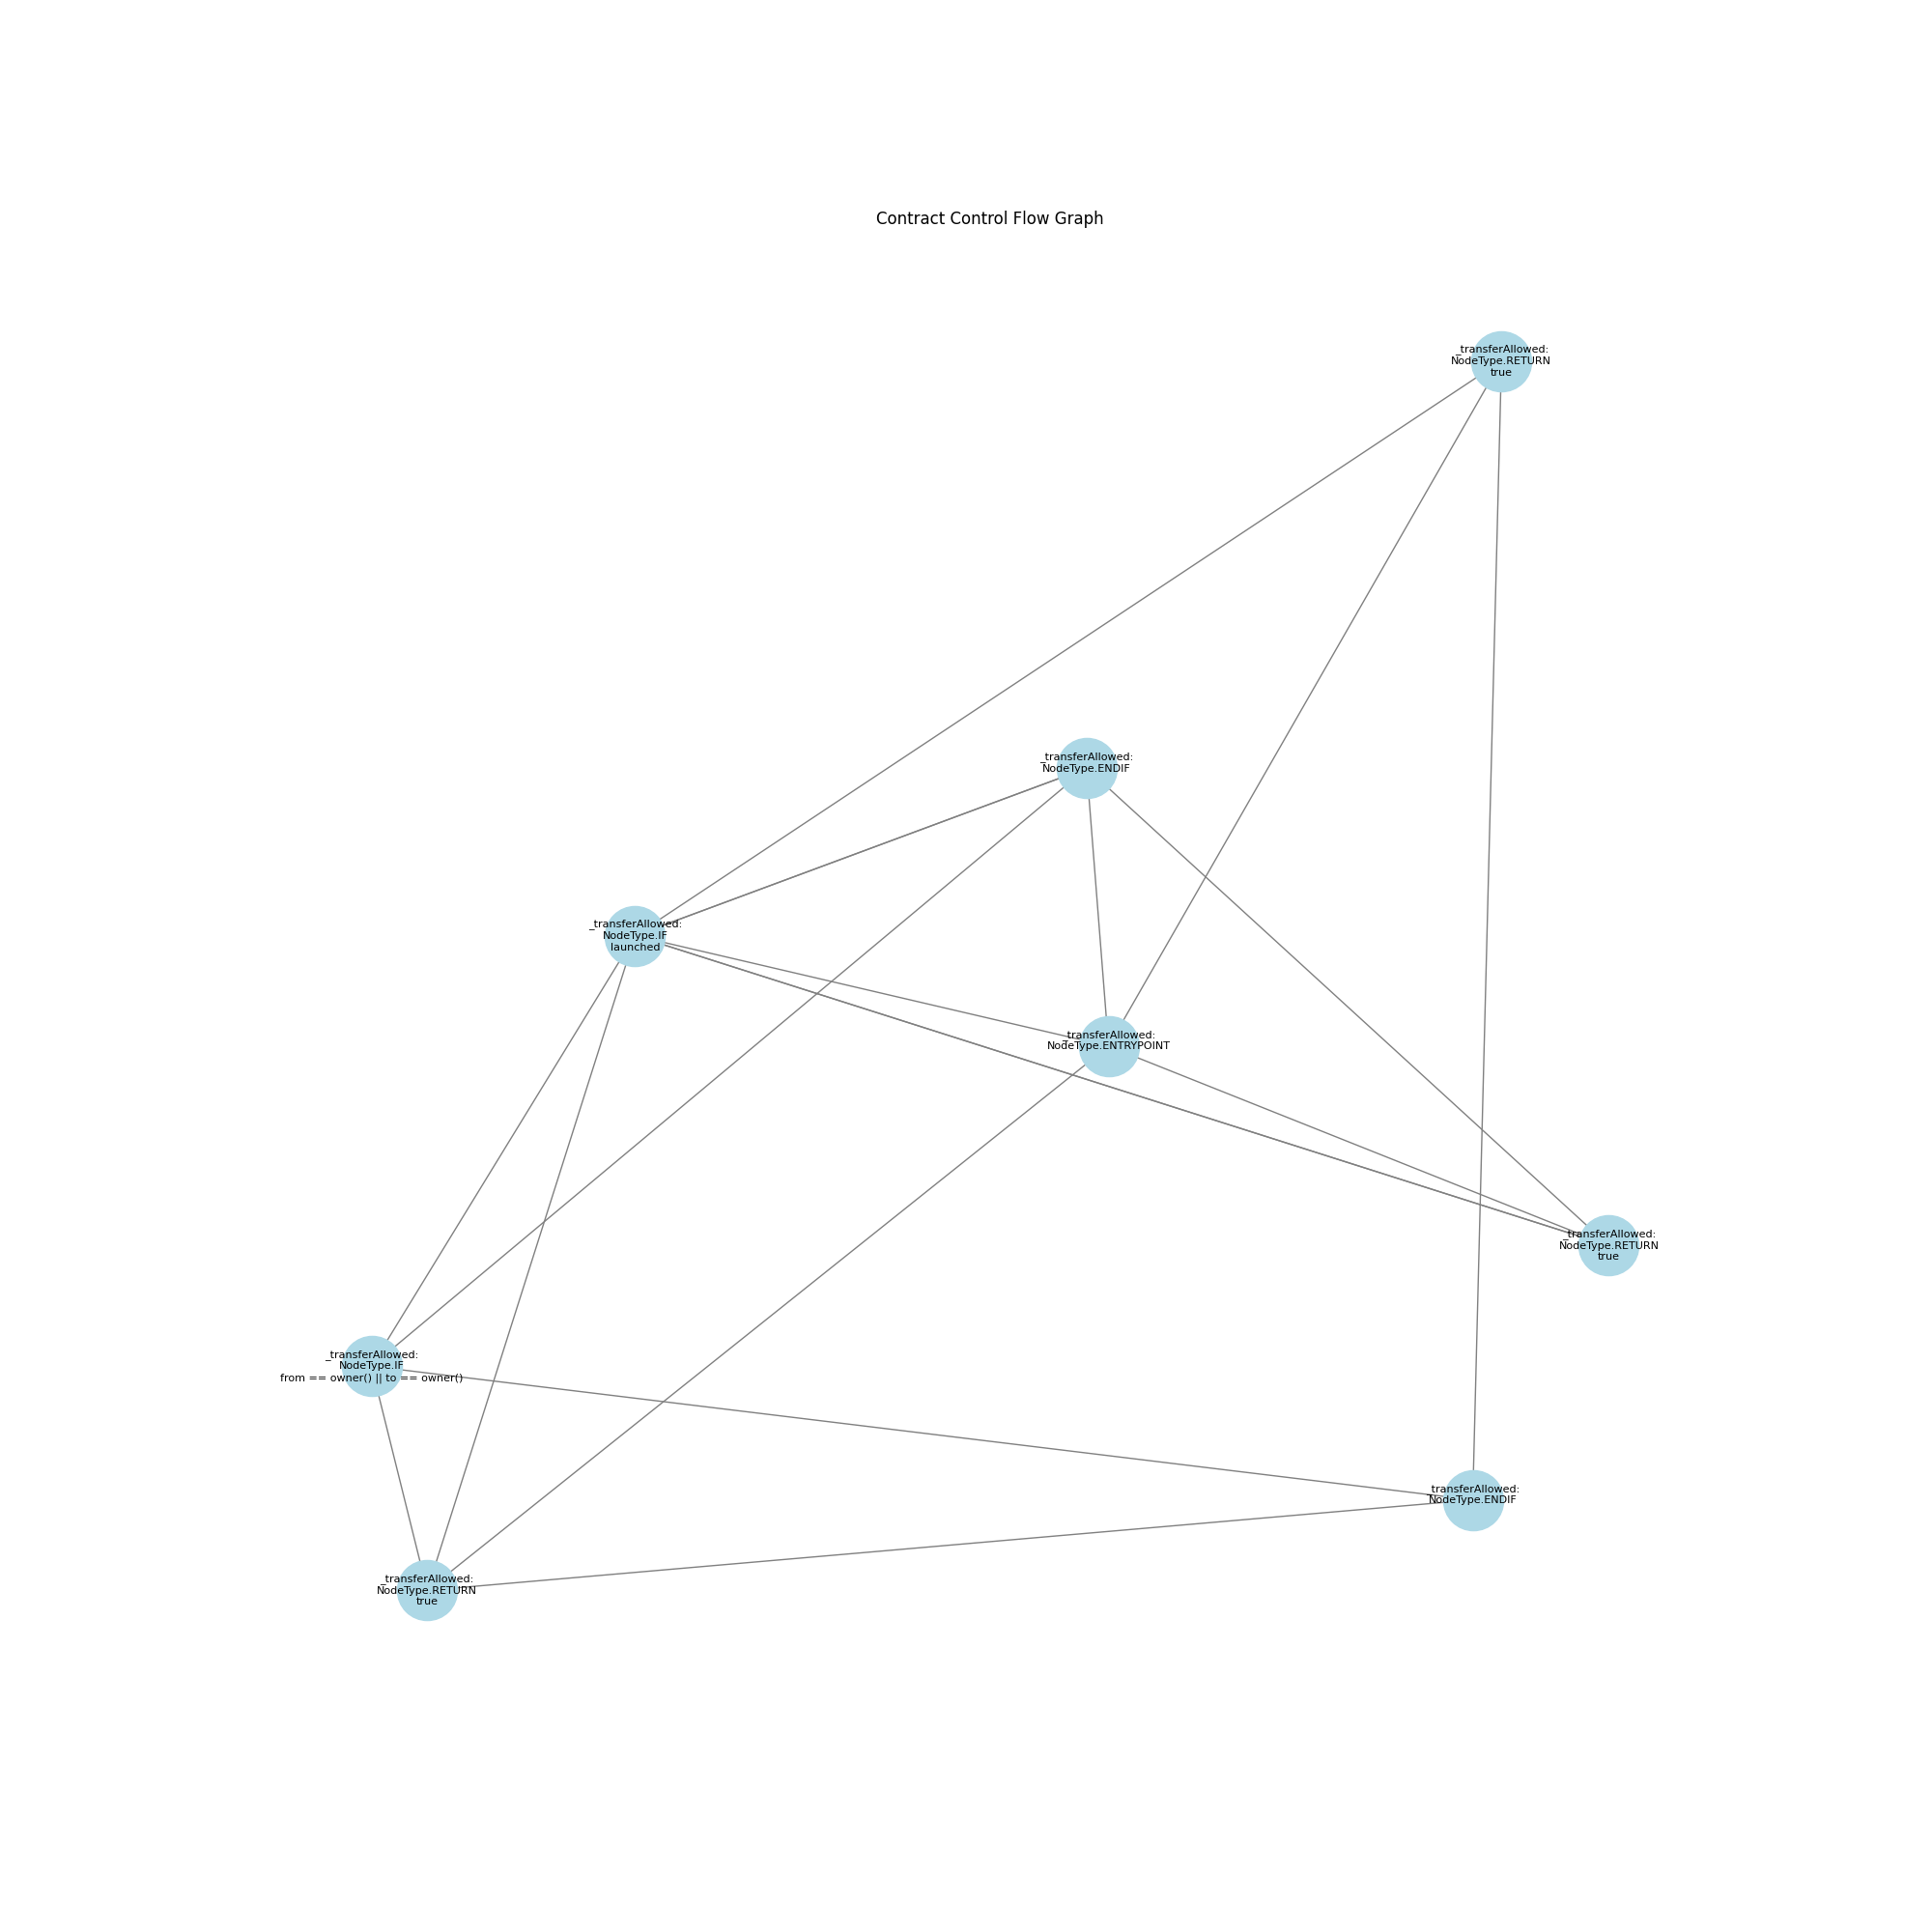 Contract Control Flow Graph
_transferAllowed:
NodeType.RETURN
true
_transferAllowed:
NodeType.ENDIF
_transferAllowed:
NodeType.IF
launched
_transferAllowed:
NodeType.ENTRYPOINT
_transferAllowed:
NodeType.RETURN
true
_transferAllowed:
NodeType.IF
from == owner() || to == owner()
_transferAllowed:
NodeType.ENDIF
_transferAllowed:
NodeType.RETURN
true